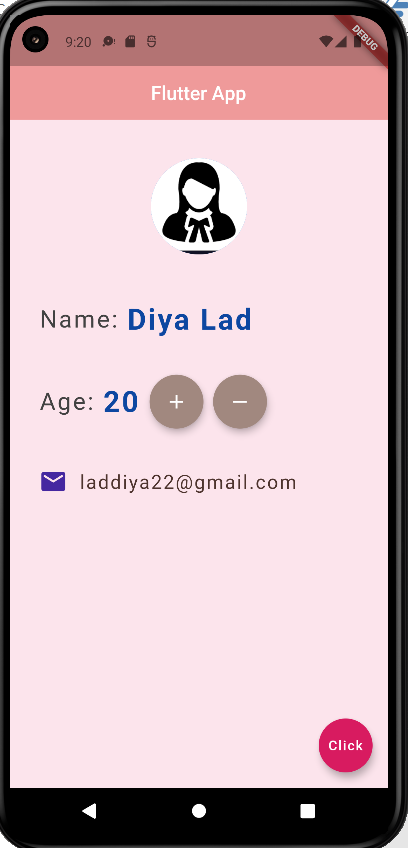 9:20
DEBUG
Flutter App
Name: Diya Lad
Age: 20 + −
laddiya22@gmail.com
Click